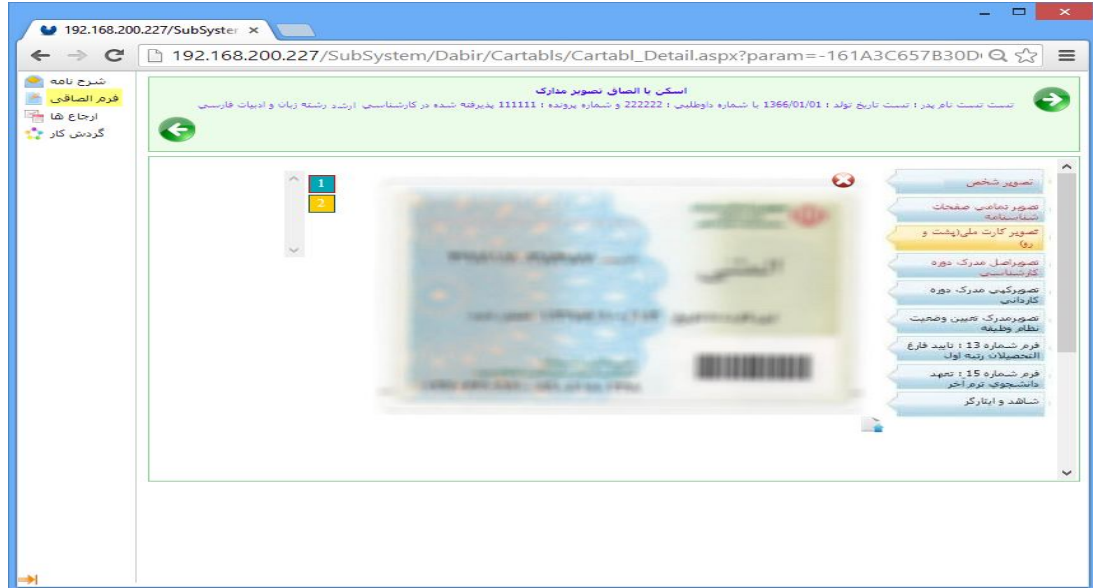 192.168.200.227/SubSyster
192.168.200.227/SubSystem/Dabir/Cartabls/Cartabl_Detail.aspx?param=-161A3C657B30D
شرح نامه
فرم الصاقی
ارجاع ها
گردش کار
اسکن یا الصاق تصویر مدارک
تست تست نام پدر : تست تاریخ تولد : 1366/01/01 با شماره داوطلبی : 222222 و شماره پرونده : 111111 پذیرفته شده در کارشناسی ارشد رشته زبان و ادبیات فارسی
تصویر شخص
تصویر تمامی صفحات
شناسنامه
تصویر کارت ملی(پشت و
رو)
تصویراصل مدرک دوره
کارشناسی
تصویرکپی مدرک دوره
کاردانی
تصویرمدرک تعیین وضعیت
نظام وظیفه
فرم شماره 13 : تایید فارغ
التحصیلان رتبه اول
فرم شماره 15 : تعهد
دانشجوی ترم آخر
شاهد و ایثارگر
1
2
المثنی